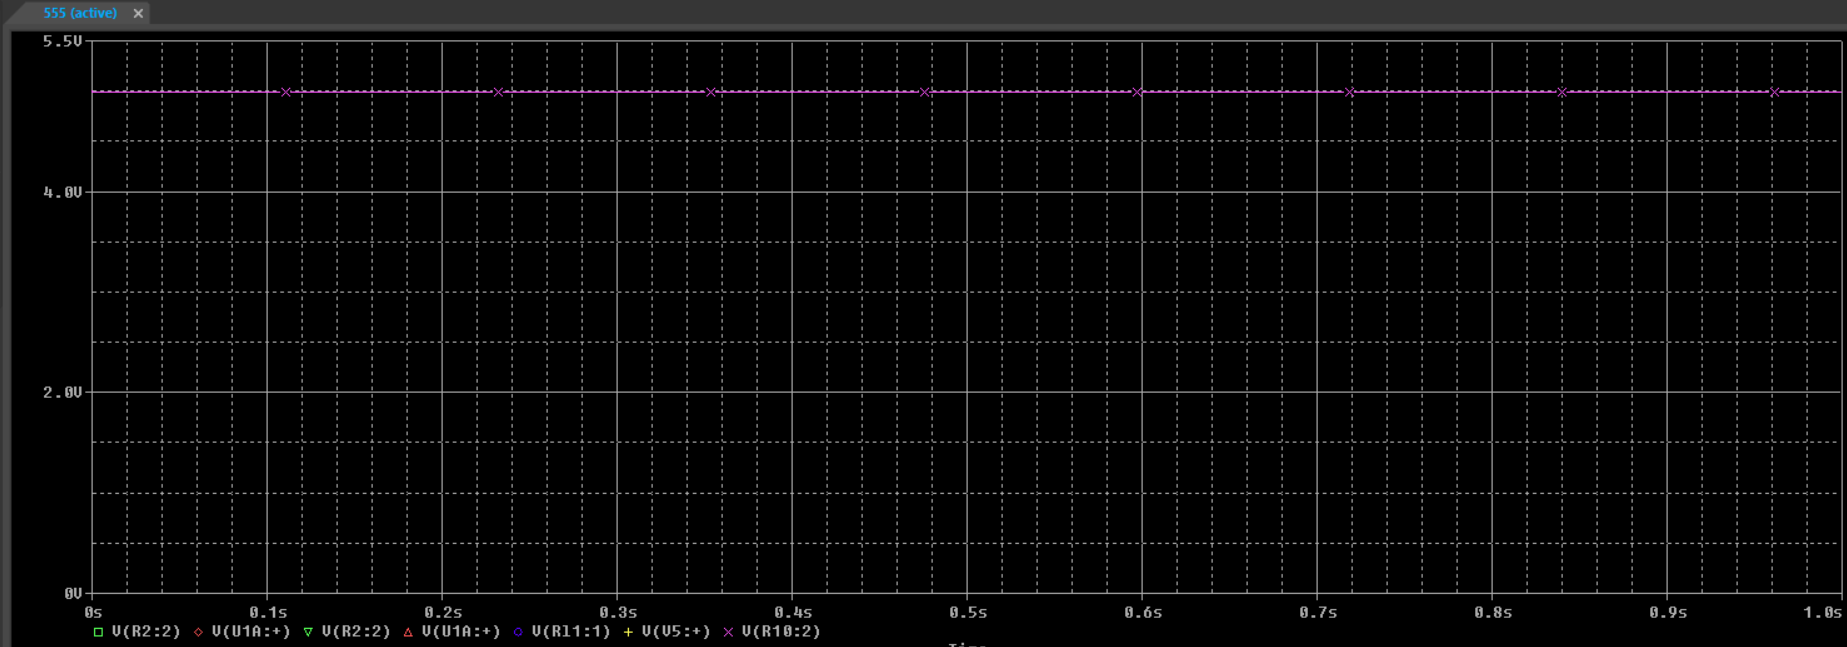 555 (active)
5.5V
4.0V
2.0V
0V
0s 0.1s 0.2s 0.3s 0.4s 0.5s 0.6s 0.7s 0.8s 0.9s 1.0s
V(R2:2) V(U1A:+) V(R2:2) V(U1A:+) V(Rl1:1) V(V5:+) V(R10:2)